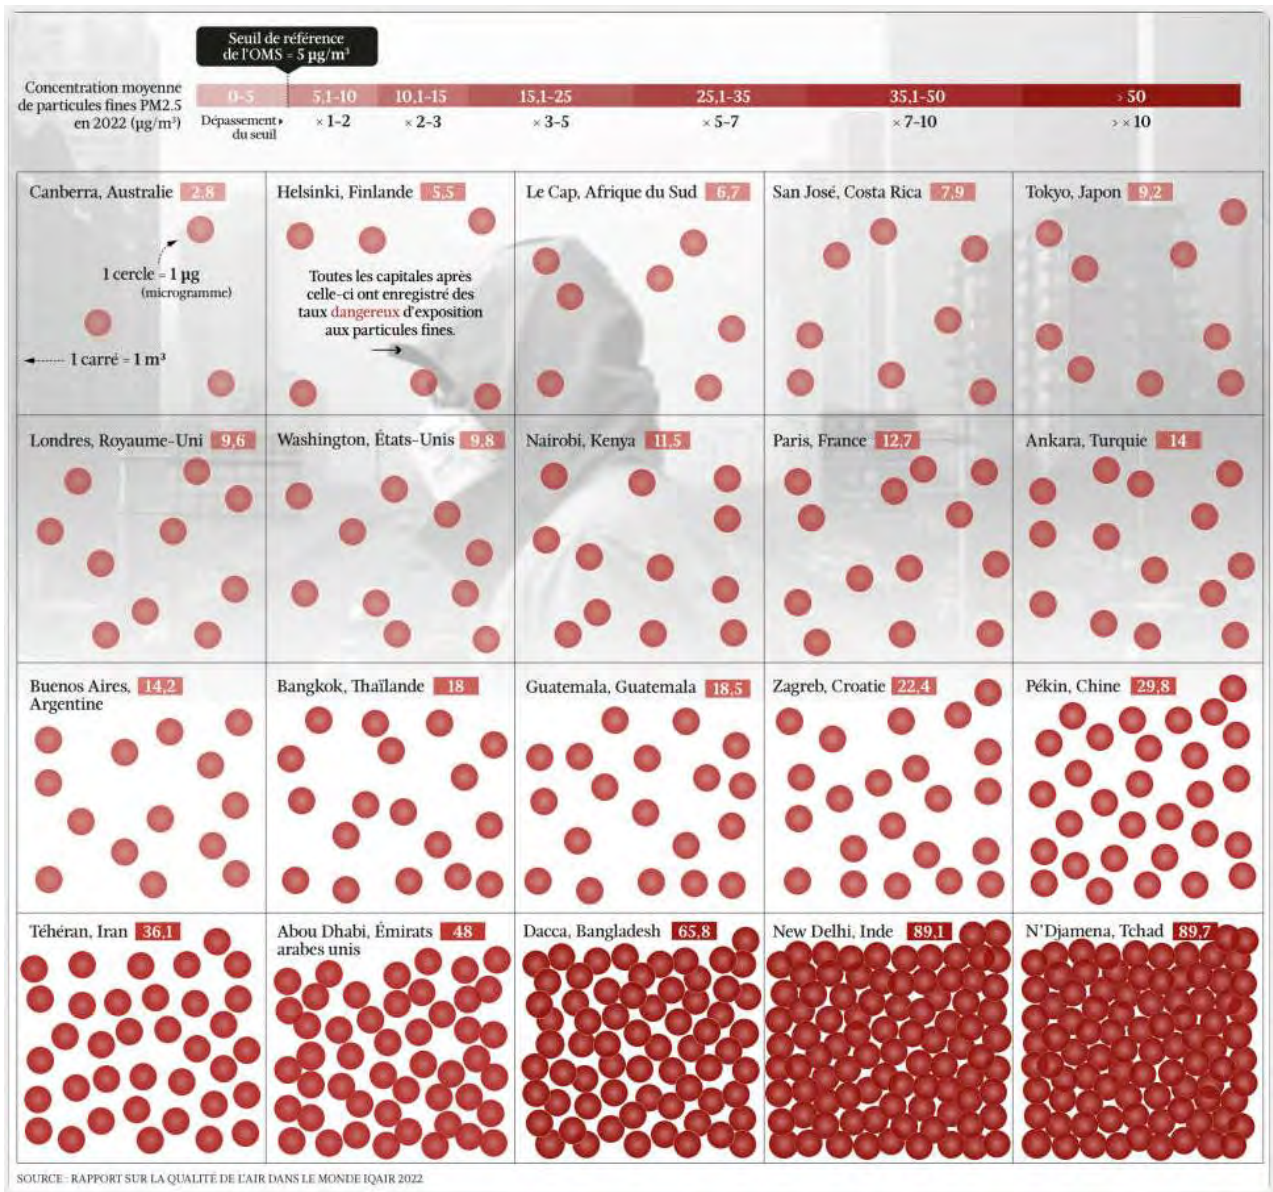 Seuil de référence
de l'OMS = 5 µg/m³
Concentration moyenne
de particules fines PM2.5
en 2022 (µg/m³)
0-5
5,1-10
10,1-15
15,1-25
25,1-35
35,1-50
> 50
Dépassement
du seuil
× 1-2
× 2-3
× 3-5
× 5-7
× 7-10
> × 10
Canberra, Australie 2,8
1 cercle = 1 µg
(microgramme)
1 carré = 1 m³
Helsinki, Finlande 5,5
Toutes les capitales après
celle-ci ont enregistré des
taux dangereux d'exposition
aux particules fines.
Le Cap, Afrique du Sud 6,7
San José, Costa Rica 7,9
Tokyo, Japon 9,2
Londres, Royaume-Uni 9,6
Washington, États-Unis 9,8
Nairobi, Kenya 11,5
Paris, France 12,7
Ankara, Turquie 14
Buenos Aires, 14,2
Argentine
Bangkok, Thaïlande 18
Guatemala, Guatemala 18,5
Zagreb, Croatie 22,4
Pékin, Chine 29,8
Téhéran, Iran 36,1
Abou Dhabi, Émirats 48
arabes unis
Dacca, Bangladesh 65,8
New Delhi, Inde 89,1
N'Djamena, Tchad 89,7
SOURCE : RAPPORT SUR LA QUALITÉ DE L'AIR DANS LE MONDE IQAIR 2022